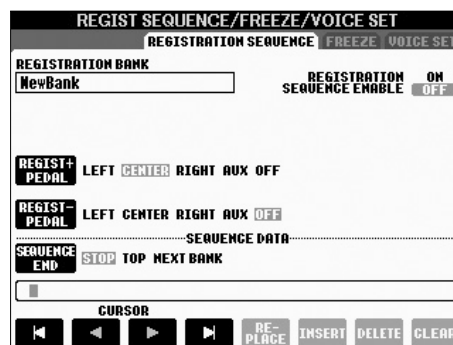 REGIST SEQUENCE/FREEZE/VOICE SET
REGISTRATION SEQUENCE FREEZE VOICE SET
REGISTRATION BANK
NewBank
REGISTRATION SEQUENCE ENABLE ON OFF
REGIST+ PEDAL LEFT CENTER RIGHT AUX OFF
REGIST- PEDAL LEFT CENTER RIGHT AUX OFF
SEQUENCE DATA
SEQUENCE END STOP TOP NEXT BANK
CURSOR
RE-PLACE INSERT DELETE CLEAR